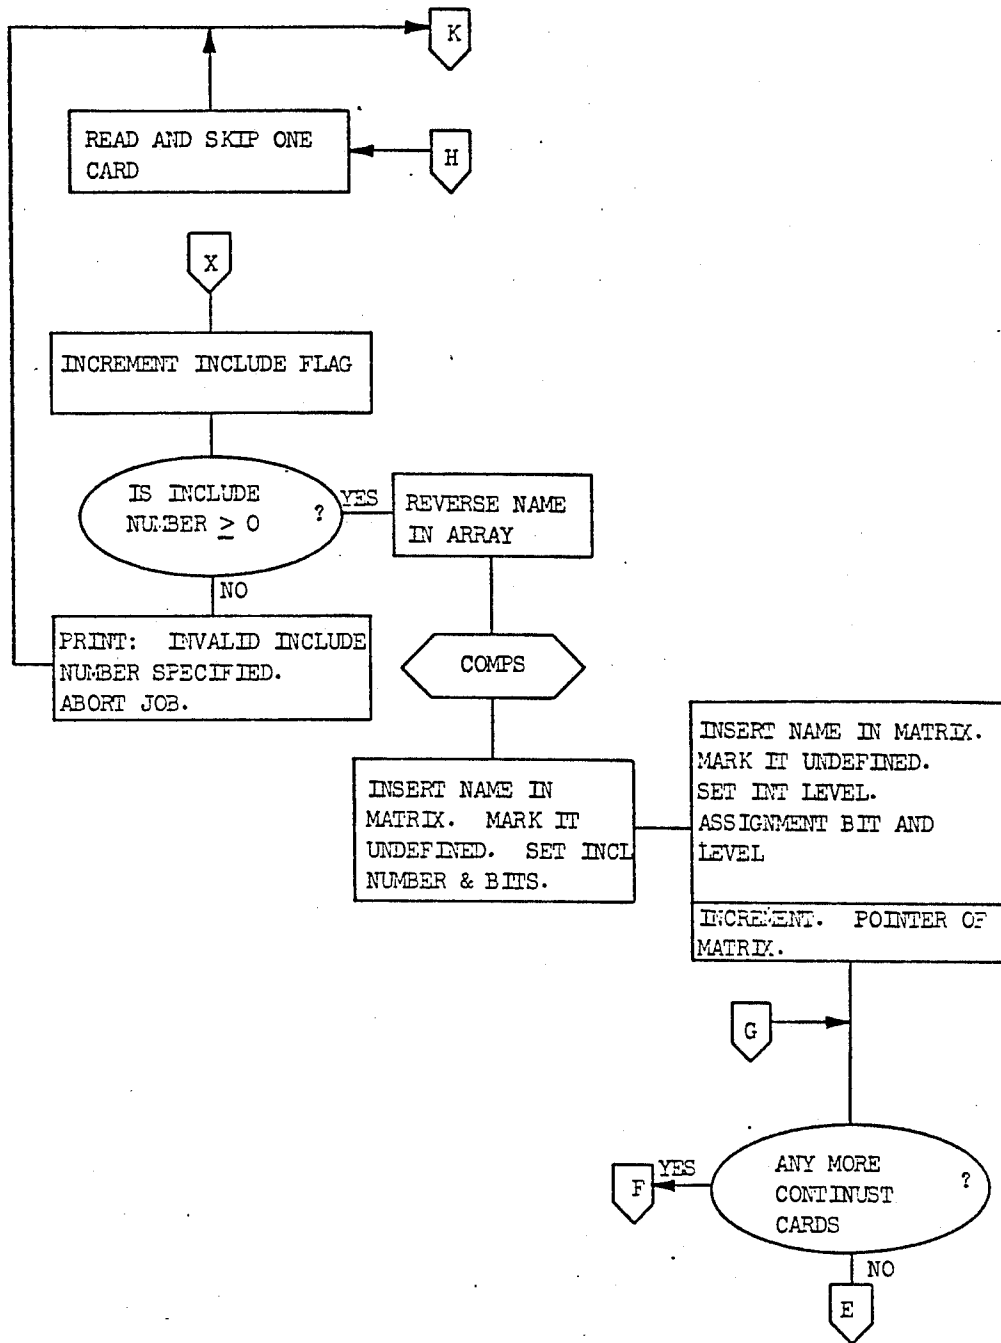 K
READ AND SKIP ONE
CARD
H
X
INCREMENT INCLUDE FLAG
IS INCLUDE
NUMBER ≥ 0 ?
YES
REVERSE NAME
IN ARRAY
NO
PRINT: INVALID INCLUDE
NUMBER SPECIFIED.
ABORT JOB.
COMPS
INSERT NAME IN
MATRIX. MARK IT
UNDEFINED. SET INCL
NUMBER & BITS.
INSERT NAME IN MATRIX.
MARK IT UNDEFINED.
SET INT LEVEL.
ASSIGNMENT BIT AND
LEVEL
INCREMENT. POINTER OF
MATRIX.
G
ANY MORE ?
CONTINUST
CARDS
YES
F
NO
E